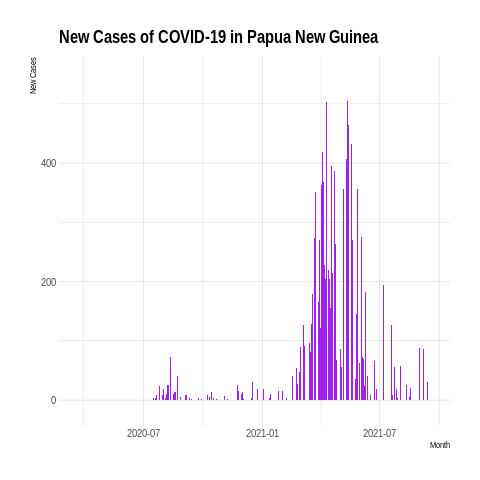 New Cases of COVID-19 in Papua New Guinea
New Cases
400
200
0
2020-07
2021-01
2021-07
Month